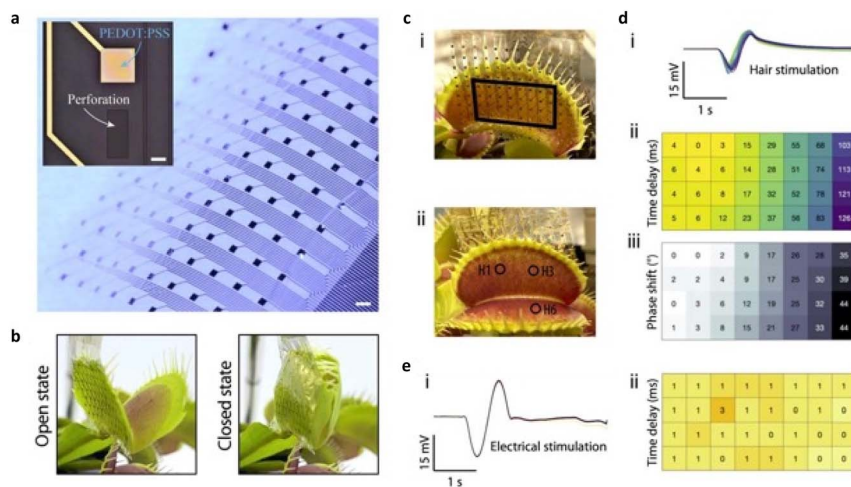 a
PEDOT:PSS
Perforation
b
Open state
Closed state
c
i
ii
H1
H3
H6
d
i
15 mV
1 s
Hair stimulation
ii
Time delay (ms)
4 0 3 15 29 55 68 103
6 4 6 14 28 51 74 113
4 6 8 17 32 52 78 121
5 6 12 23 37 56 83 126
iii
Phase shift (°)
0 0 2 9 17 26 28 35
2 2 4 9 17 25 30 39
0 3 6 12 19 25 32 44
1 3 8 15 21 27 33 44
e
i
15 mV
1 s
Electrical stimulation
ii
Time delay (ms)
1 1 1 1 1 1 1 1
1 1 3 1 1 0 1 0
1 1 1 1 0 1 0 0
1 1 0 1 1 1 0 0